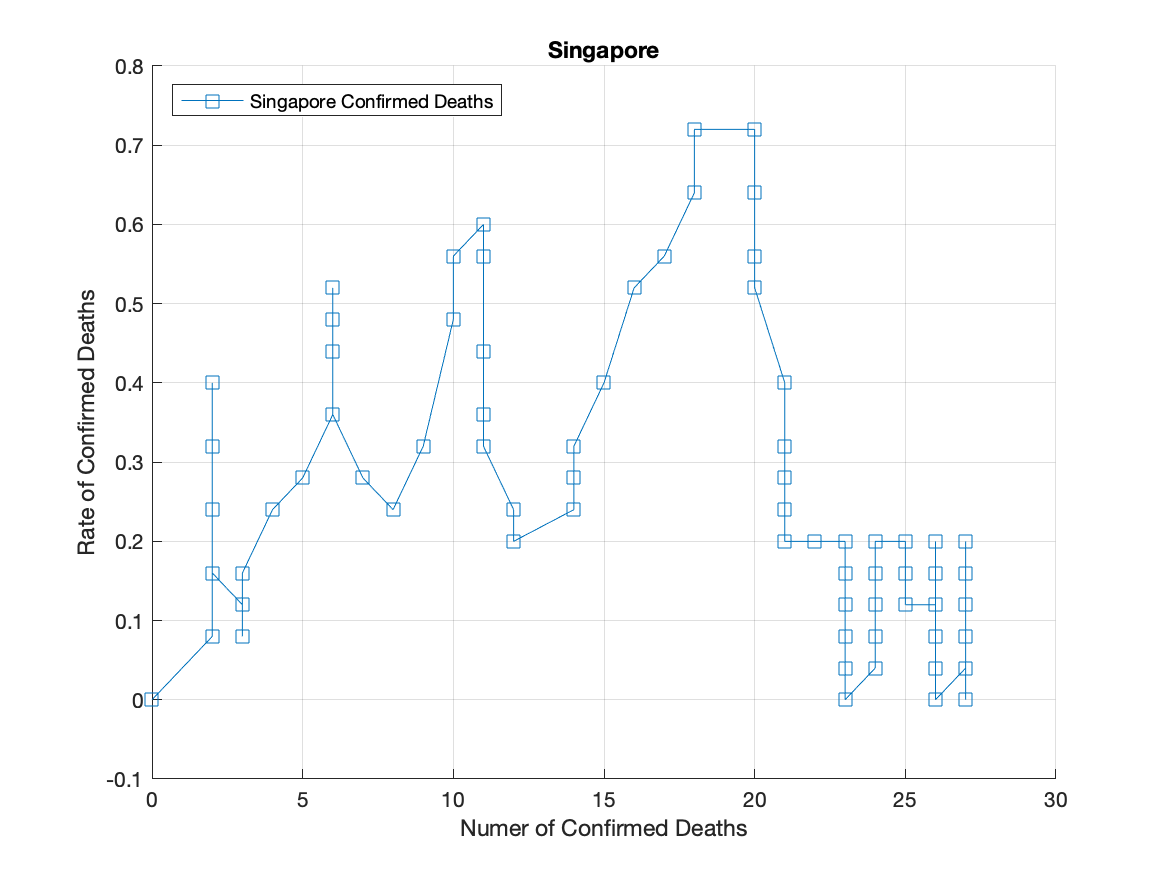 Singapore
Singapore Confirmed Deaths
0.8
0.7
0.6
0.5
0.4
0.3
0.2
0.1
0
-0.1
Rate of Confirmed Deaths
0 5 10 15 20 25 30
Numer of Confirmed Deaths